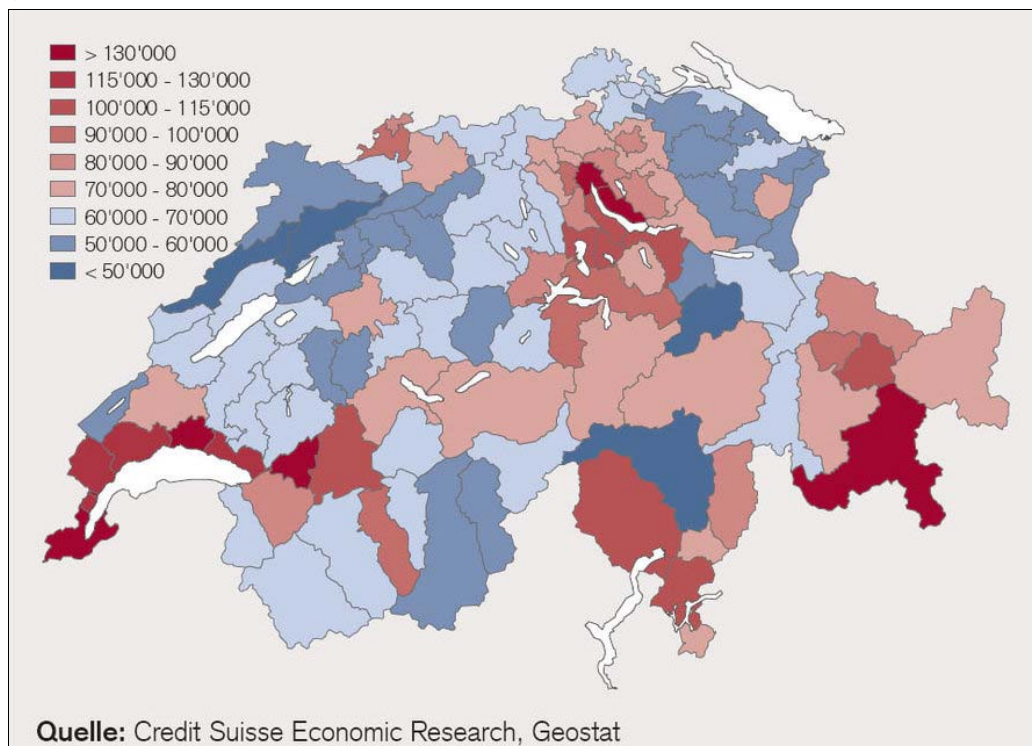 > 130'000
115'000 - 130'000
100'000 - 115'000
90'000 - 100'000
80'000 - 90'000
70'000 - 80'000
60'000 - 70'000
50'000 - 60'000
< 50'000
Quelle: Credit Suisse Economic Research, Geostat